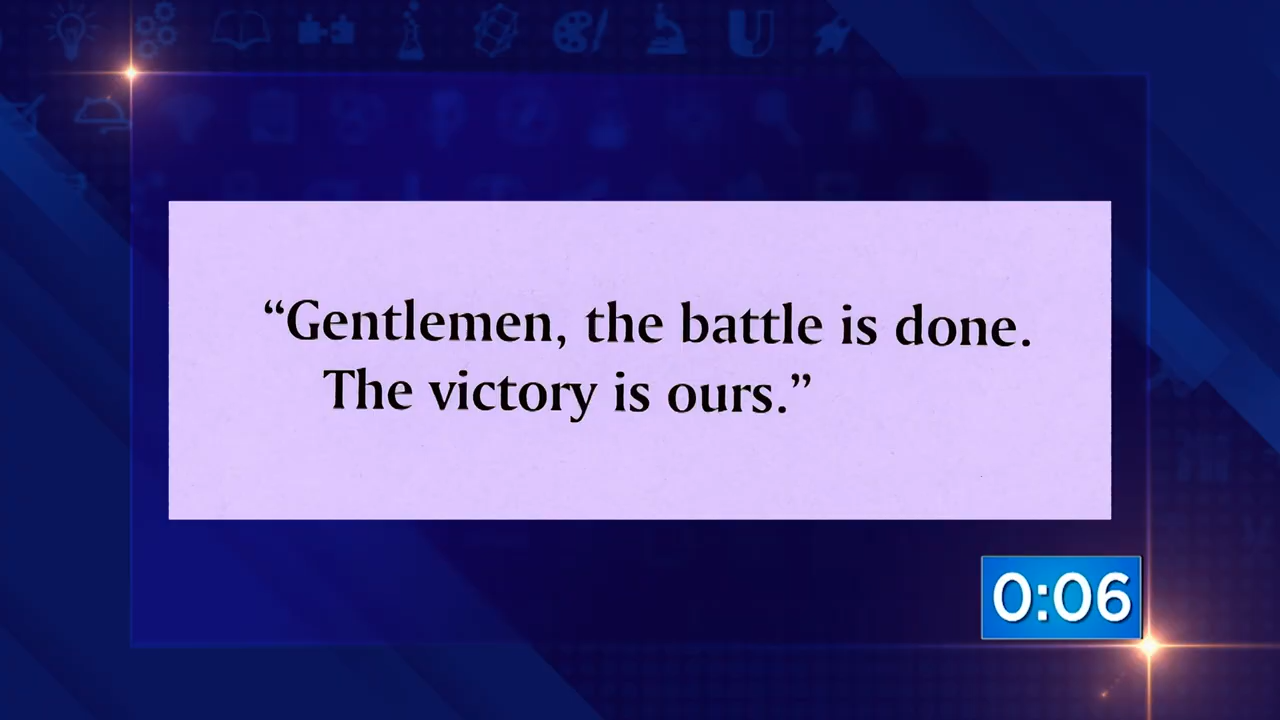 “Gentlemen, the battle is done.
The victory is ours.”
0:06